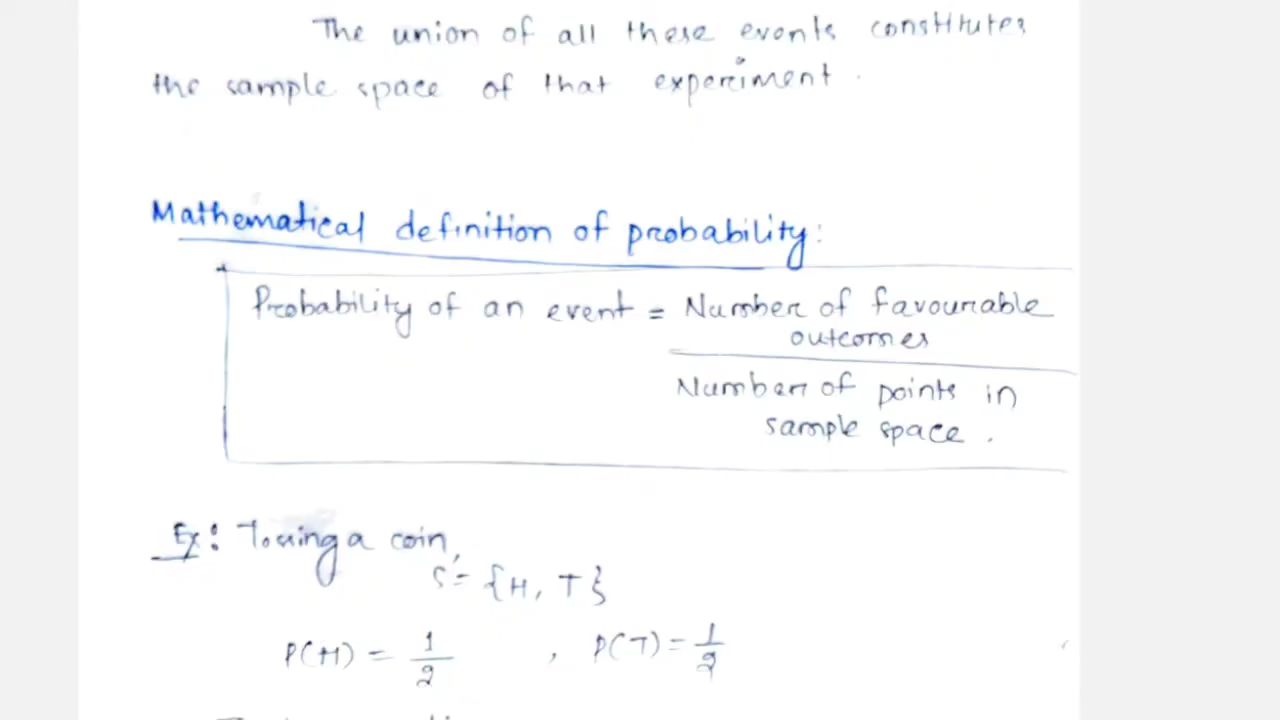 The union of all these events constitutes
the sample space of that experiment.
Mathematical definition of probability:
Probability of an event = Number of favourable
outcomes
Number of points in
sample space.
Ex: Tossing a coin,
S = {H, T}
P(H) = 1/2 , P(T) = 1/2